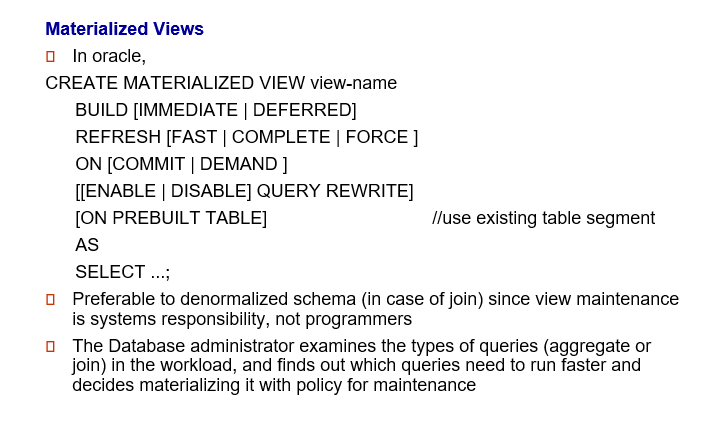 Materialized Views
In oracle,
CREATE MATERIALIZED VIEW view-name
BUILD [IMMEDIATE | DEFERRED]
REFRESH [FAST | COMPLETE | FORCE ]
ON [COMMIT | DEMAND ]
[[ENABLE | DISABLE] QUERY REWRITE]
[ON PREBUILT TABLE] //use existing table segment
AS
SELECT ...;
Preferable to denormalized schema (in case of join) since view maintenance
is systems responsibility, not programmers
The Database administrator examines the types of queries (aggregate or
join) in the workload, and finds out which queries need to run faster and
decides materializing it with policy for maintenance